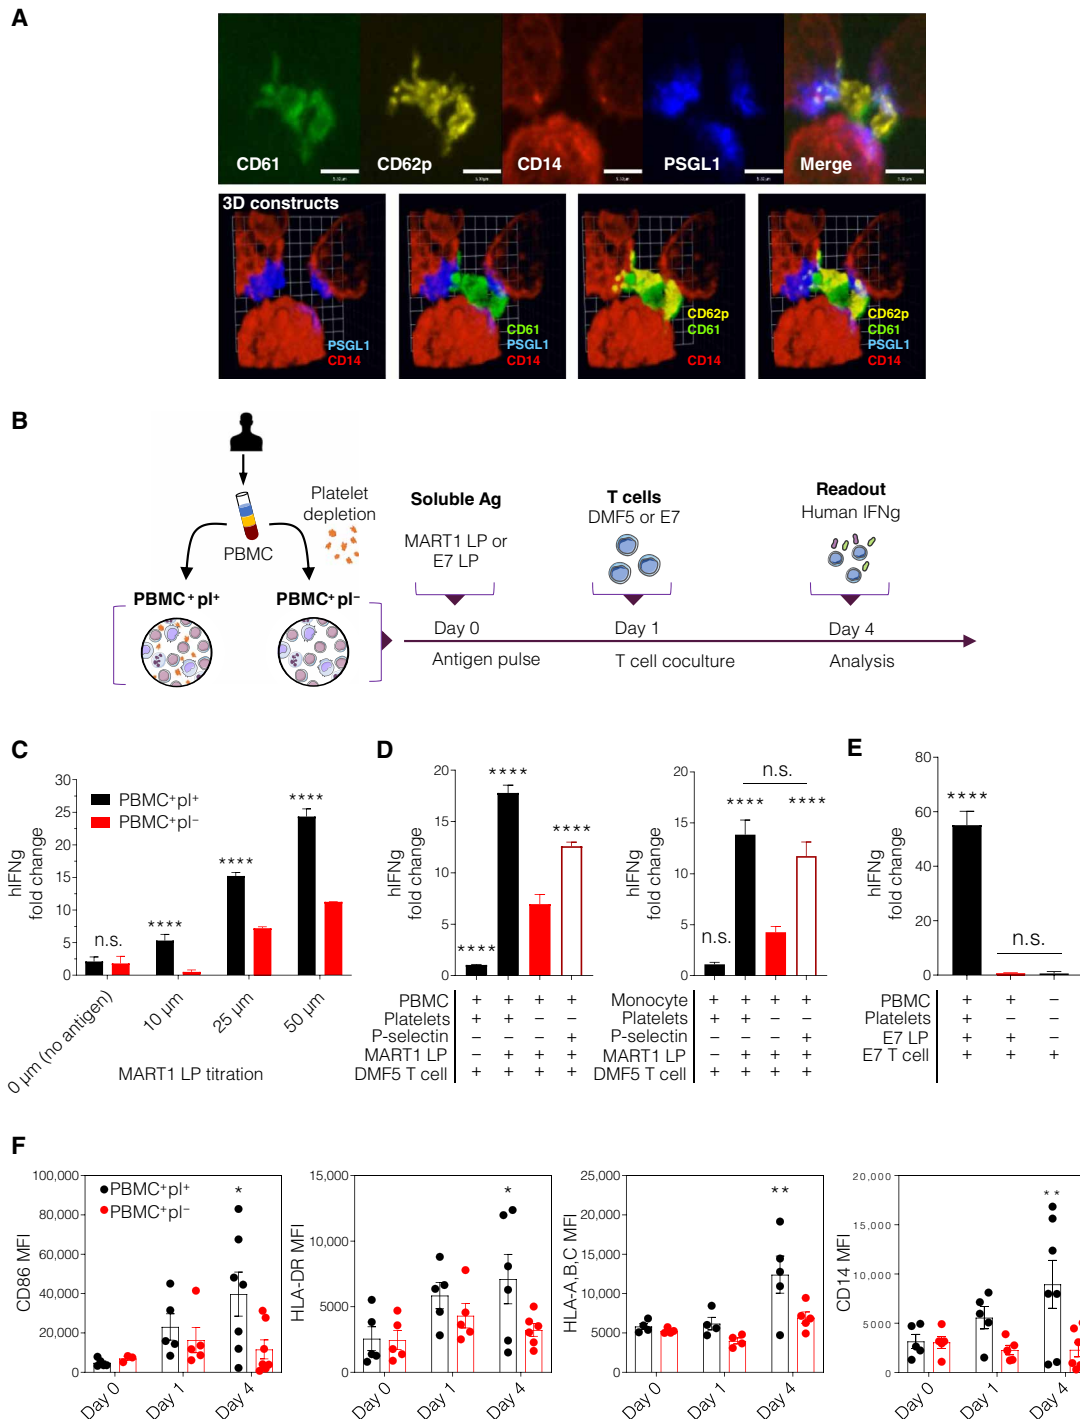 A
CD61
CD62p
CD14
PSGL1
Merge
3D constructs
PSGL1
CD14
CD61
PSGL1
CD14
CD62p
CD61
CD14
CD62p
CD61
PSGL1
CD14
B
Platelet
depletion
PBMC
PBMC⁺pl⁺
PBMC⁺pl⁻
Soluble Ag
MART1 LP or
E7 LP
T cells
DMF5 or E7
Readout
Human IFNg
Day 0
Day 1
Day 4
Antigen pulse
T cell coculture
Analysis
C
hIFNg
fold change
30
25
20
15
10
5
0
PBMC⁺pl⁺
PBMC⁺pl⁻
n.s.
****
****
****
0 µm (no antigen)
10 µm
25 µm
50 µm
MART1 LP titration
D
hIFNg
fold change
20
15
10
5
0
****
****
****
PBMC + + + +
Platelets + + − −
P-selectin − − − +
MART1 LP − + + +
DMF5 T cell + + + +
hIFNg
fold change
20
15
10
5
0
n.s.
n.s.
****
****
Monocyte + + + +
Platelets + + − −
P-selectin − − − +
MART1 LP − + + +
DMF5 T cell + + + +
E
hIFNg
fold change
80
60
40
20
0
****
n.s.
PBMC + + −
Platelets + − −
E7 LP + + −
E7 T cell + + +
F
CD86 MFI
100,000
80,000
60,000
40,000
20,000
0
PBMC⁺pl⁺
PBMC⁺pl⁻
*
Day 0
Day 1
Day 4
HLA-DR MFI
15,000
10,000
5000
0
*
Day 0
Day 1
Day 4
HLA-A,B,C MFI
25,000
20,000
15,000
10,000
5000
0
**
Day 0
Day 1
Day 4
CD14 MFI
20,000
15,000
10,000
5000
0
**
Day 0
Day 1
Day 4